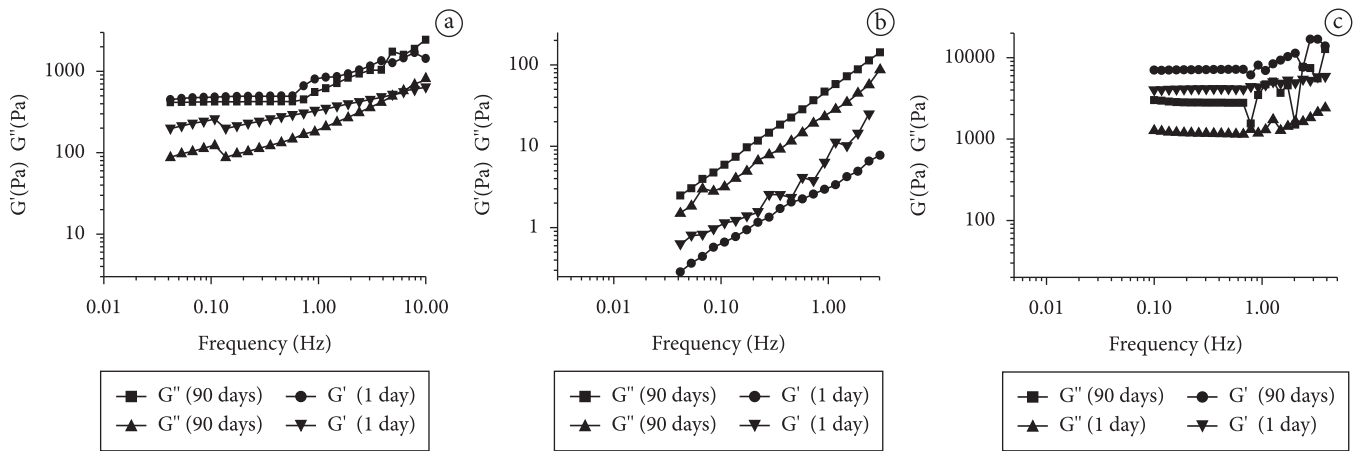 a
G'(Pa) G''(Pa)
1000
100
10
0.01 0.10 1.00 10.00
Frequency (Hz)
G'' (90 days) G' (1 day)
G'' (90 days) G' (1 day)
b
G'(Pa) G''(Pa)
100
10
1
0.01 0.10 1.00
Frequency (Hz)
G'' (90 days) G' (1 day)
G'' (90 days) G' (1 day)
c
G'(Pa) G''(Pa)
10000
1000
100
0.01 0.10 1.00
Frequency (Hz)
G'' (90 days) G' (90 days)
G'' (1 day) G' (1 day)